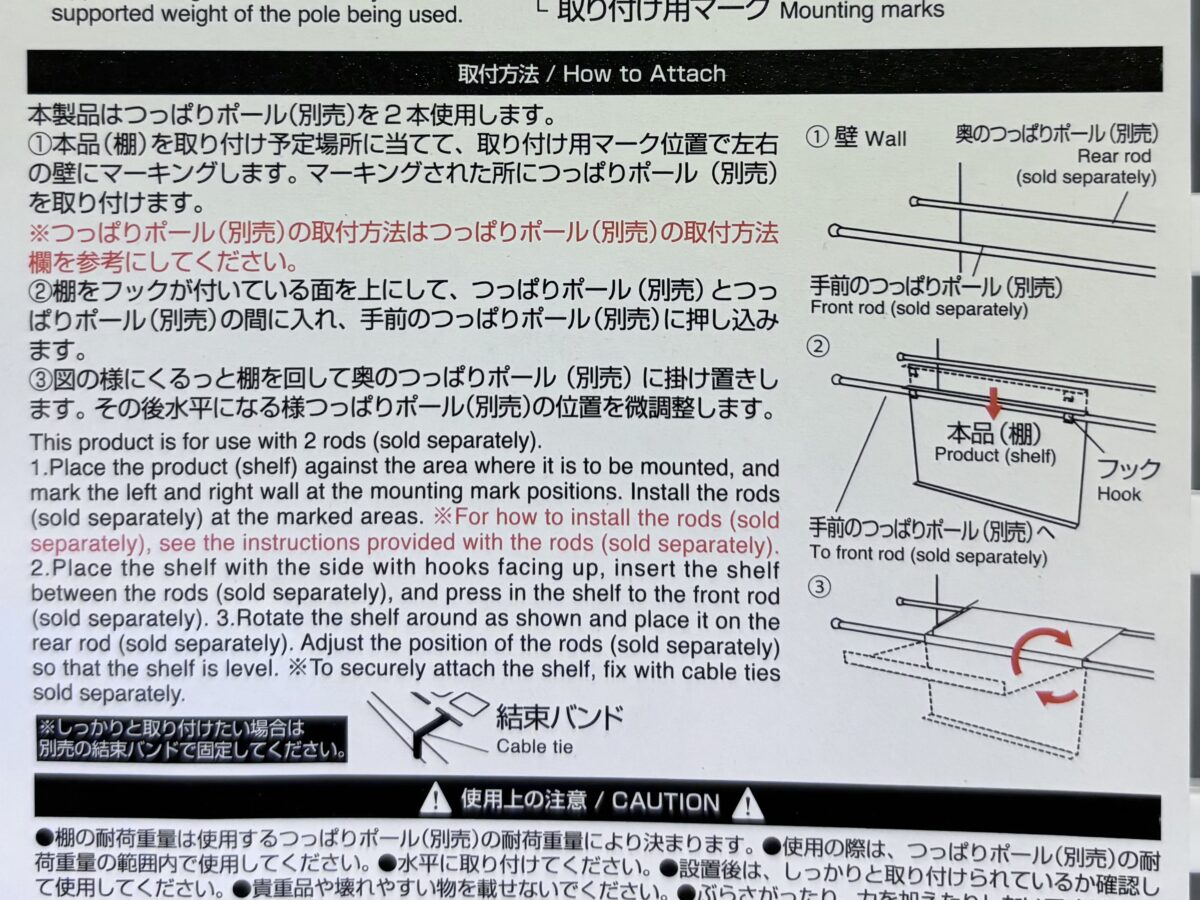 supported weight of the pole being used.
取り付け用マーク Mounting marks
取付方法 / How to Attach
本製品はつっぱりポール(別売)を2本使用します。
①本品(棚)を取り付け予定場所に当てて、取り付け用マーク位置で左右
の壁にマーキングします。マーキングされた所につっぱりポール(別売)
を取り付けます。
※つっぱりポール(別売)の取付方法はつっぱりポール(別売)の取付方法
欄を参考にしてください。
②棚をフックが付いている面を上にして、つっぱりポール(別売)とつっ
ぱりポール(別売)の間に入れ、手前のつっぱりポール(別売)に押し込み
ます。
③図の様にくるっと棚を回して奥のつっぱりポール(別売)に掛け置きし
ます。その後水平になる様つっぱりポール(別売)の位置を微調整します。
This product is for use with 2 rods (sold separately).
1.Place the product (shelf) against the area where it is to be mounted, and
mark the left and right wall at the mounting mark positions. Install the rods
(sold separately) at the marked areas. ※For how to install the rods (sold
separately), see the instructions provided with the rods (sold separately).
2.Place the shelf with the side with hooks facing up, insert the shelf
between the rods (sold separately), and press in the shelf to the front rod
(sold separately). 3.Rotate the shelf around as shown and place it on the
rear rod (sold separately). Adjust the position of the rods (sold separately)
so that the shelf is level. ※To securely attach the shelf, fix with cable ties
sold separately.
※しっかりと取り付けたい場合は
別売の結束バンドで固定してください。
結束バンド
Cable tie
① 壁 Wall
奥のつっぱりポール(別売)
Rear rod
(sold separately)
手前のつっぱりポール(別売)
Front rod (sold separately)
②
本品(棚)
Product (shelf)
フック
Hook
手前のつっぱりポール(別売)へ
To front rod (sold separately)
③
使用上の注意 / CAUTION
●棚の耐荷重量は使用するつっぱりポール(別売)の耐荷重量により決まります。●使用の際は、つっぱりポール(別売)の耐
荷重量の範囲内で使用してください。●水平に取り付けてください。●設置後は、しっかりと取り付けられているか確認し
て使用してください。●貴重品や壊れやすい物を載せないでください。●ぶらさがったり、力を加えたりしない